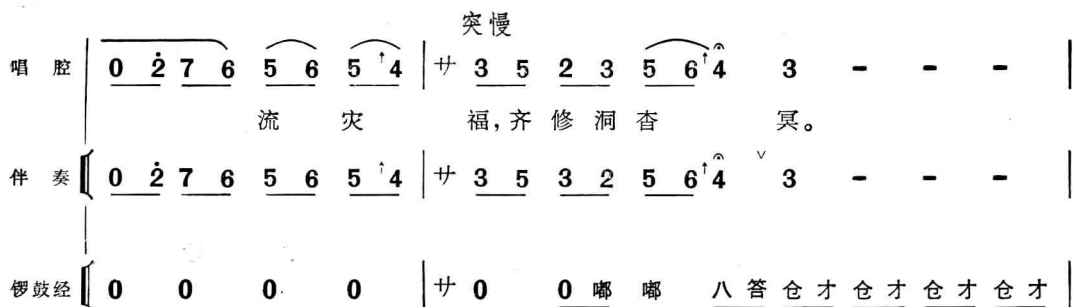 突慢
唱 腔 0 2̇ 7 6 5 6 5 ↑4 | サ 3 5 2 3 5 6 ↑4 3 - - - |
流 灾 福, 齐 修 洞 杳 冥。
伴 奏 0 2̇ 7 6 5 6 5 ↑4 | サ 3 5 3 2 5 6 ↑4 ∨ 3 - - - |
锣鼓经 0 0 0 0 | サ 0 0 嘟 嘟 八 答 仓 才 仓 才 仓 才 仓 才 |